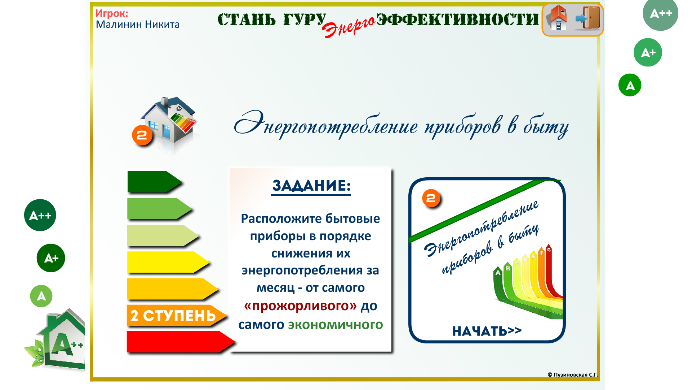 Игрок:
Малинин Никита
СТАНЬ ГУРУ Энерго ЭФФЕКТИВНОСТИ
A++
A+
A
2
Энергопотребление приборов в быту
ЗАДАНИЕ:
Расположите бытовые
приборы в порядке
снижения их
энергопотребления за
месяц - от самого
«прожорливого» до
самого экономичного
2 СТУПЕНЬ
2
Энергопотребление
приборов в быту
НАЧАТЬ>>
A++
A+
A
A++
© Пузиновская С.Г.